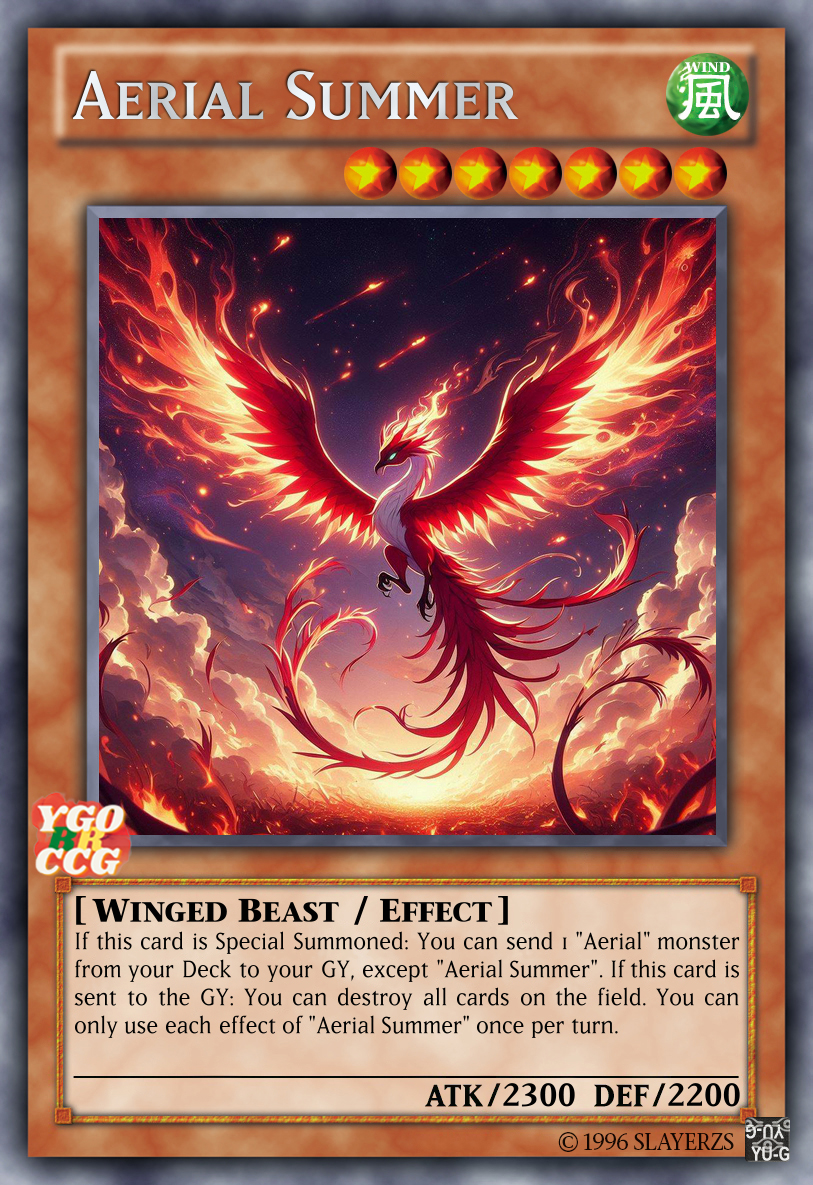 AERIAL SUMMER
WIND
風
YGO
BR
CCG
[ WINGED BEAST / EFFECT ]
If this card is Special Summoned: You can send 1 "Aerial" monster
from your Deck to your GY, except "Aerial Summer". If this card is
sent to the GY: You can destroy all cards on the field. You can
only use each effect of "Aerial Summer" once per turn.
ATK/2300 DEF/2200
© 1996 SLAYERZS
YU-G
YU-G